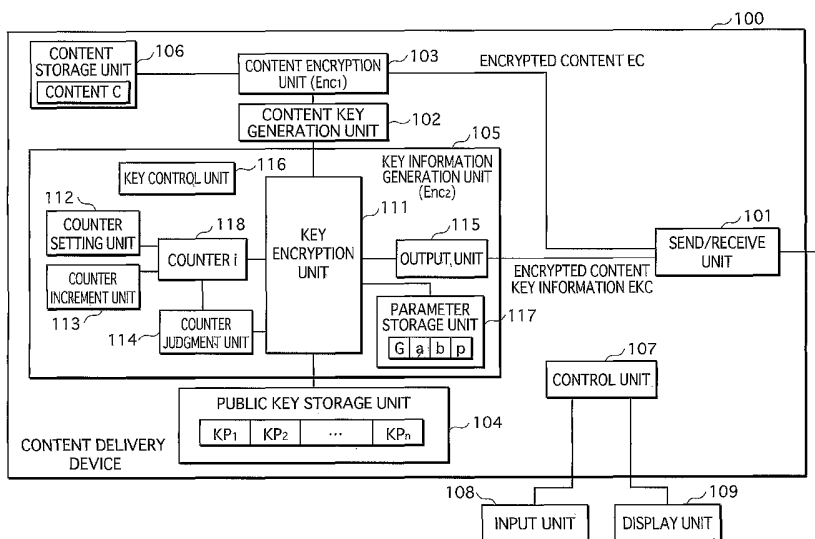 100
CONTENT
STORAGE UNIT
CONTENT C
106
CONTENT ENCRYPTION
UNIT (Enc1)
103
ENCRYPTED CONTENT EC
CONTENT KEY
GENERATION UNIT
102
105
KEY INFORMATION
GENERATION UNIT
(Enc2)
KEY CONTROL UNIT
116
112
COUNTER
SETTING UNIT
118
COUNTER i
COUNTER
INCREMENT UNIT
113
114
COUNTER
JUDGMENT UNIT
KEY
ENCRYPTION
UNIT
111
115
OUTPUT UNIT
ENCRYPTED CONTENT
KEY INFORMATION EKC
101
SEND/RECEIVE
UNIT
PARAMETER
STORAGE UNIT
G a b p
117
PUBLIC KEY STORAGE UNIT
KP1 KP2 ... KPn
104
107
CONTROL UNIT
CONTENT DELIVERY
DEVICE
108
INPUT UNIT
109
DISPLAY UNIT